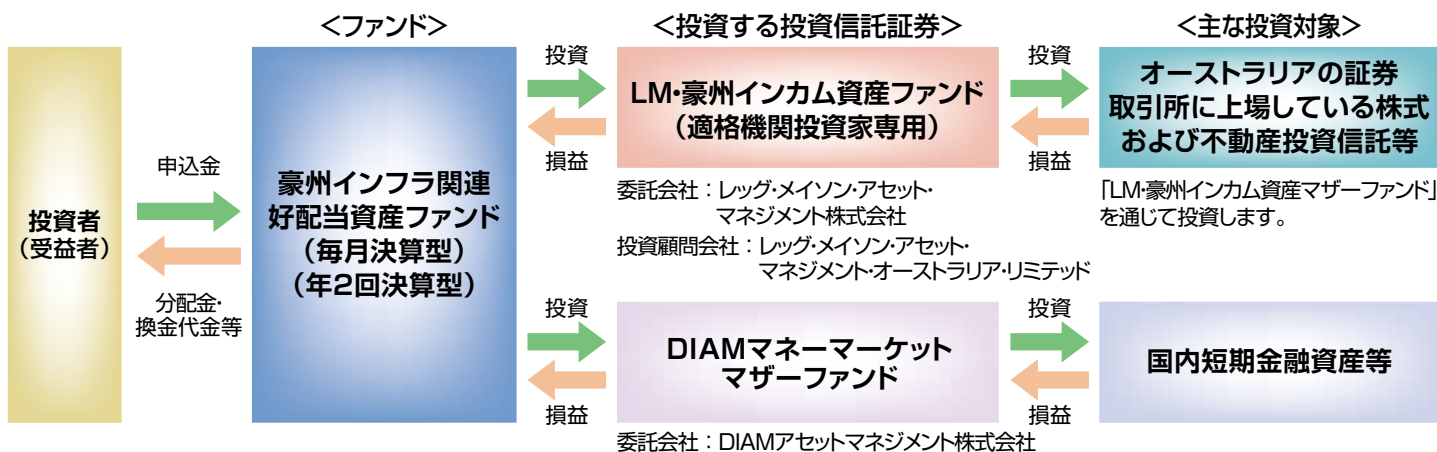 ＜ファンド＞
＜投資する投資信託証券＞
＜主な投資対象＞
投資者
（受益者）
申込金
分配金・
換金代金等
豪州インフラ関連
好配当資産ファンド
（毎月決算型）
（年2回決算型）
投資
損益
LM・豪州インカム資産ファンド
（適格機関投資家専用）
委託会社：レッグ・メイソン・アセット・
マネジメント株式会社
投資顧問会社：レッグ・メイソン・アセット・
マネジメント・オーストラリア・リミテッド
投資
損益
オーストラリアの証券
取引所に上場している株式
および不動産投資信託等
「LM・豪州インカム資産マザーファンド」
を通じて投資します。
投資
損益
DIAMマネーマーケット
マザーファンド
委託会社：DIAMアセットマネジメント株式会社
投資
損益
国内短期金融資産等